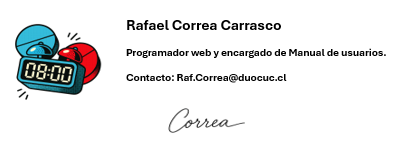 Rafael Correa Carrasco
Programador web y encargado de Manual de usuarios.
08:00
Contacto: Raf.Correa@duocuc.cl
Correa